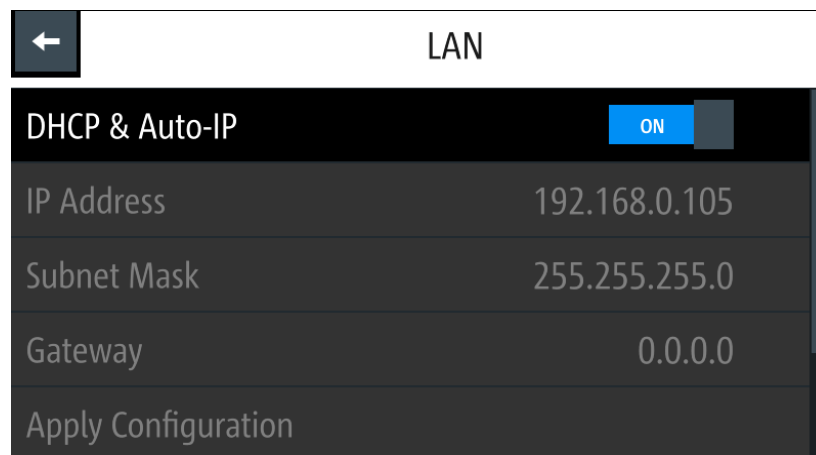 LAN
DHCP & Auto-IP ON
IP Address 192.168.0.105
Subnet Mask 255.255.255.0
Gateway 0.0.0.0
Apply Configuration